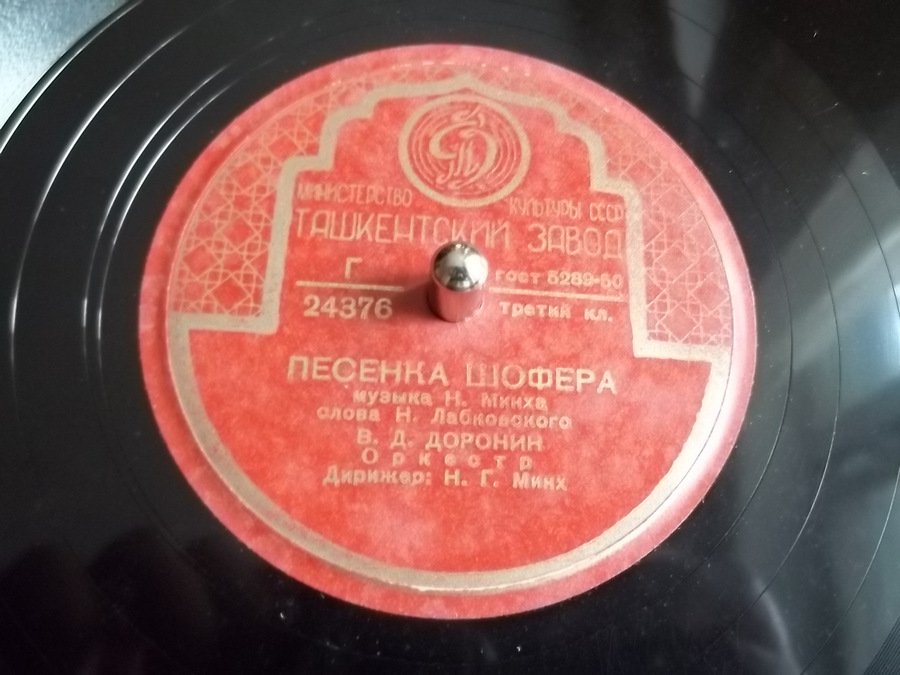 МИНИСТЕРСТВО КУЛЬТУРЫ СССР
ТАШКЕНТСКИЙ ЗАВОД
Г ГОСТ 5289-50
24376 третий кл.
ПЕСЕНКА ШОФЕРА
музыка Н. Минха
слова Н. Лабковского
В. Д. ДОРОНИН
Оркестр
Дирижер: Н. Г. Минх